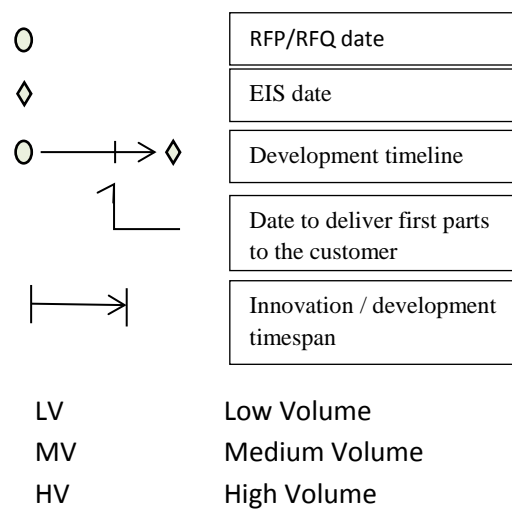 RFP/RFQ date
EIS date
Development timeline
Date to deliver first parts
to the customer
Innovation / development
timespan
LV Low Volume
MV Medium Volume
HV High Volume